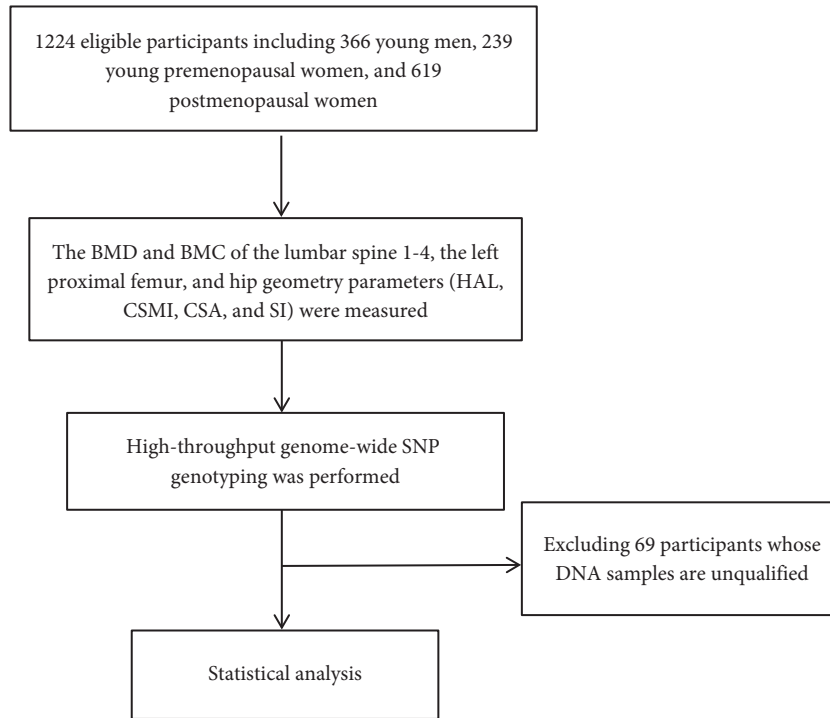 1224 eligible participants including 366 young men, 239
young premenopausal women, and 619
postmenopausal women
The BMD and BMC of the lumbar spine 1-4, the left
proximal femur, and hip geometry parameters (HAL,
CSMI, CSA, and SI) were measured
High-throughput genome-wide SNP
genotyping was performed
Excluding 69 participants whose
DNA samples are unqualified
Statistical analysis